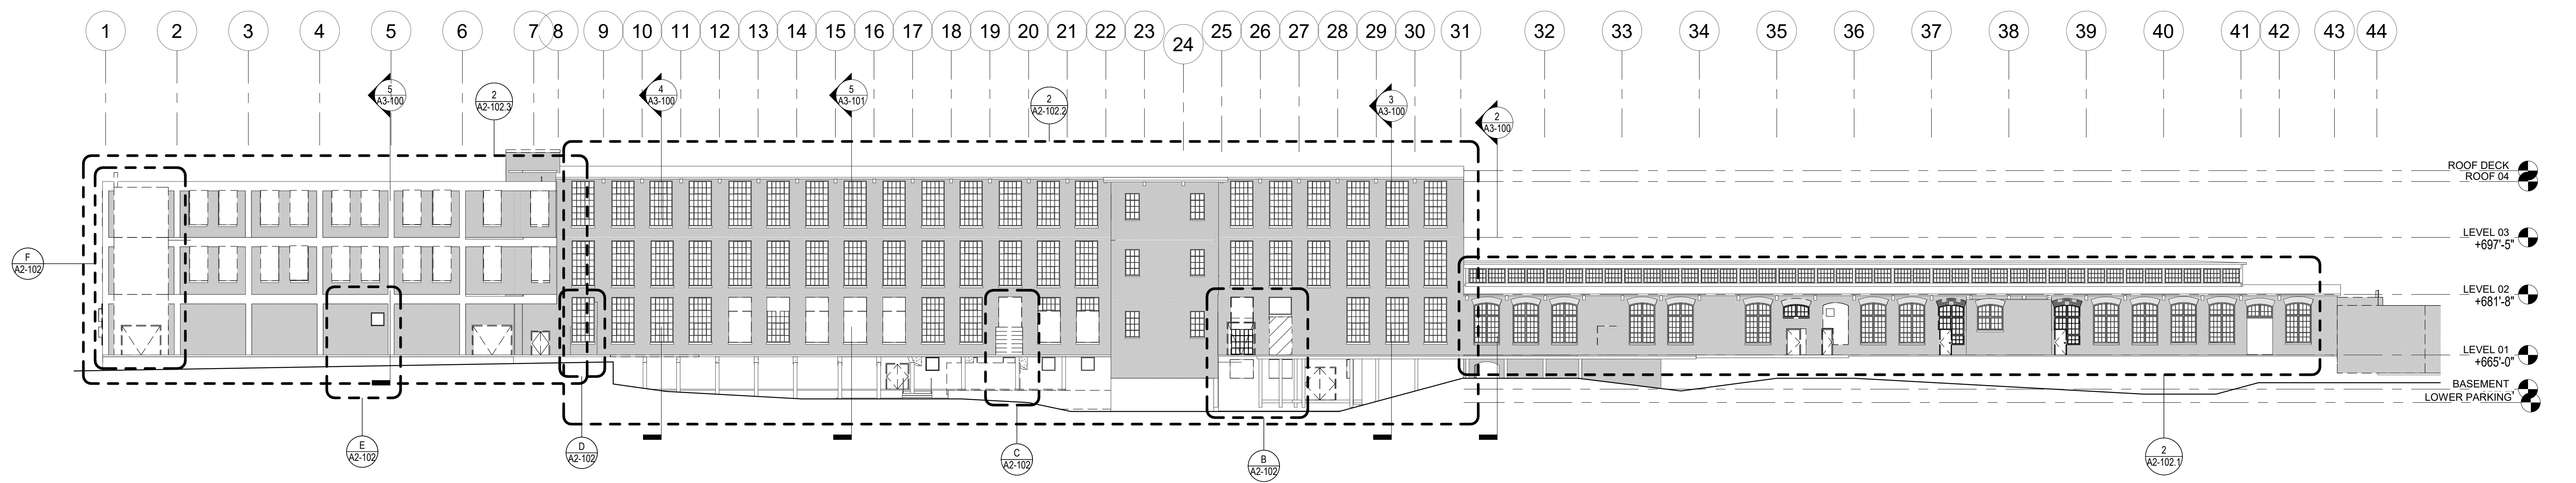 1 2 3 4 5 6 7 8 9 10 11 12 13 14 15 16 17 18 19 20 21 22 23 24 25 26 27 28 29 30 31 32 33 34 35 36 37 38 39 40 41 42 43 44
5
A3-100
2
A2-102.3
4
A3-100
5
A3-101
2
A2-102.2
3
A3-100
2
A3-100
ROOF DECK
ROOF 04
LEVEL 03
+697'-5"
F
A2-102
LEVEL 02
+681'-8"
LEVEL 01
+665'-0"
BASEMENT
LOWER PARKING
E
A2-102
D
A2-102
C
A2-102
B
A2-102
2
A2-102.1